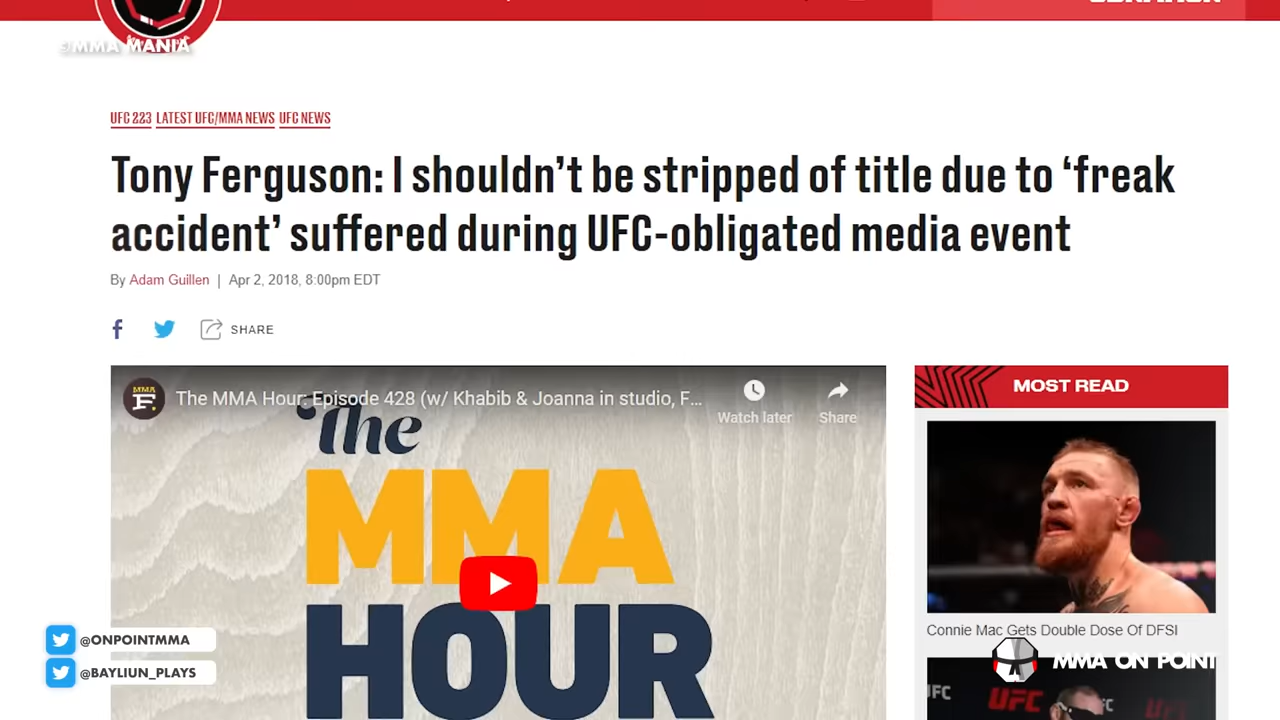 MMA MANIA
UFC 223 LATEST UFC/MMA NEWS UFC NEWS
Tony Ferguson: I shouldn’t be stripped of title due to ‘freak
accident’ suffered during UFC-obligated media event
By Adam Guillen | Apr 2, 2018, 8:00pm EDT
SHARE
MMA F.
The MMA Hour: Episode 428 (w/ Khabib & Joanna in studio, F...
Watch later
Share
The
MMA
HOUR
MOST READ
Connie Mac Gets Double Dose Of DFSI
UFC
@ONPOINTMMA
@BAYLIUN_PLAYS
MMA ON POINT